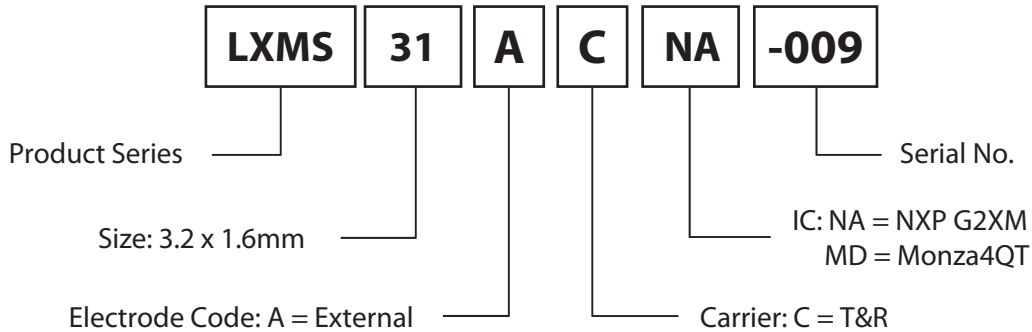 LXMS 31 A C NA -009
Product Series
Serial No.
Size: 3.2 x 1.6mm
IC: NA = NXP G2XM
MD = Monza4QT
Electrode Code: A = External
Carrier: C = T&R